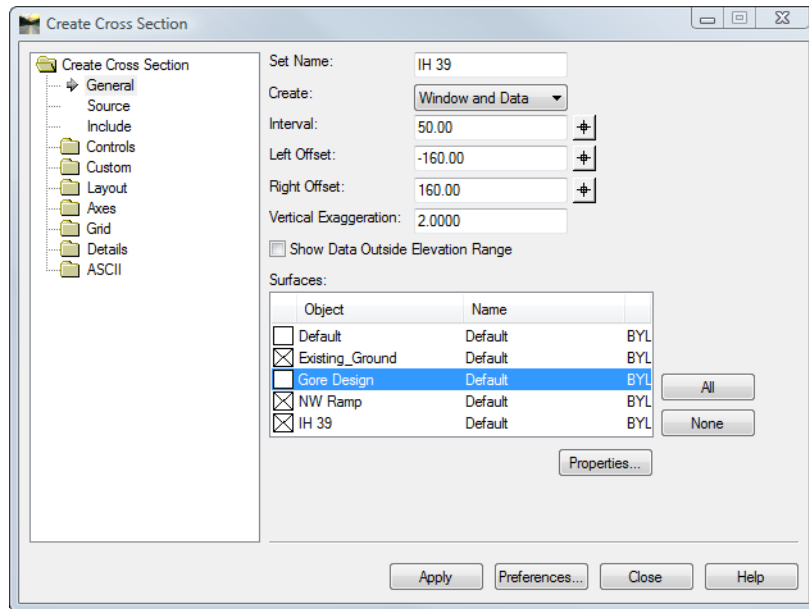 Create Cross Section
Create Cross Section
General
Source
Include
Controls
Custom
Layout
Axes
Grid
Details
ASCII
Set Name: IH 39
Create: Window and Data
Interval: 50.00
Left Offset: -160.00
Right Offset: 160.00
Vertical Exaggeration: 2.0000
Show Data Outside Elevation Range
Surfaces:
Object Name
Default Default BYL
Existing_Ground Default BYL
Gore Design Default BYL
NW Ramp Default BYL
IH 39 Default BYL
All
None
Properties...
Apply Preferences... Close Help